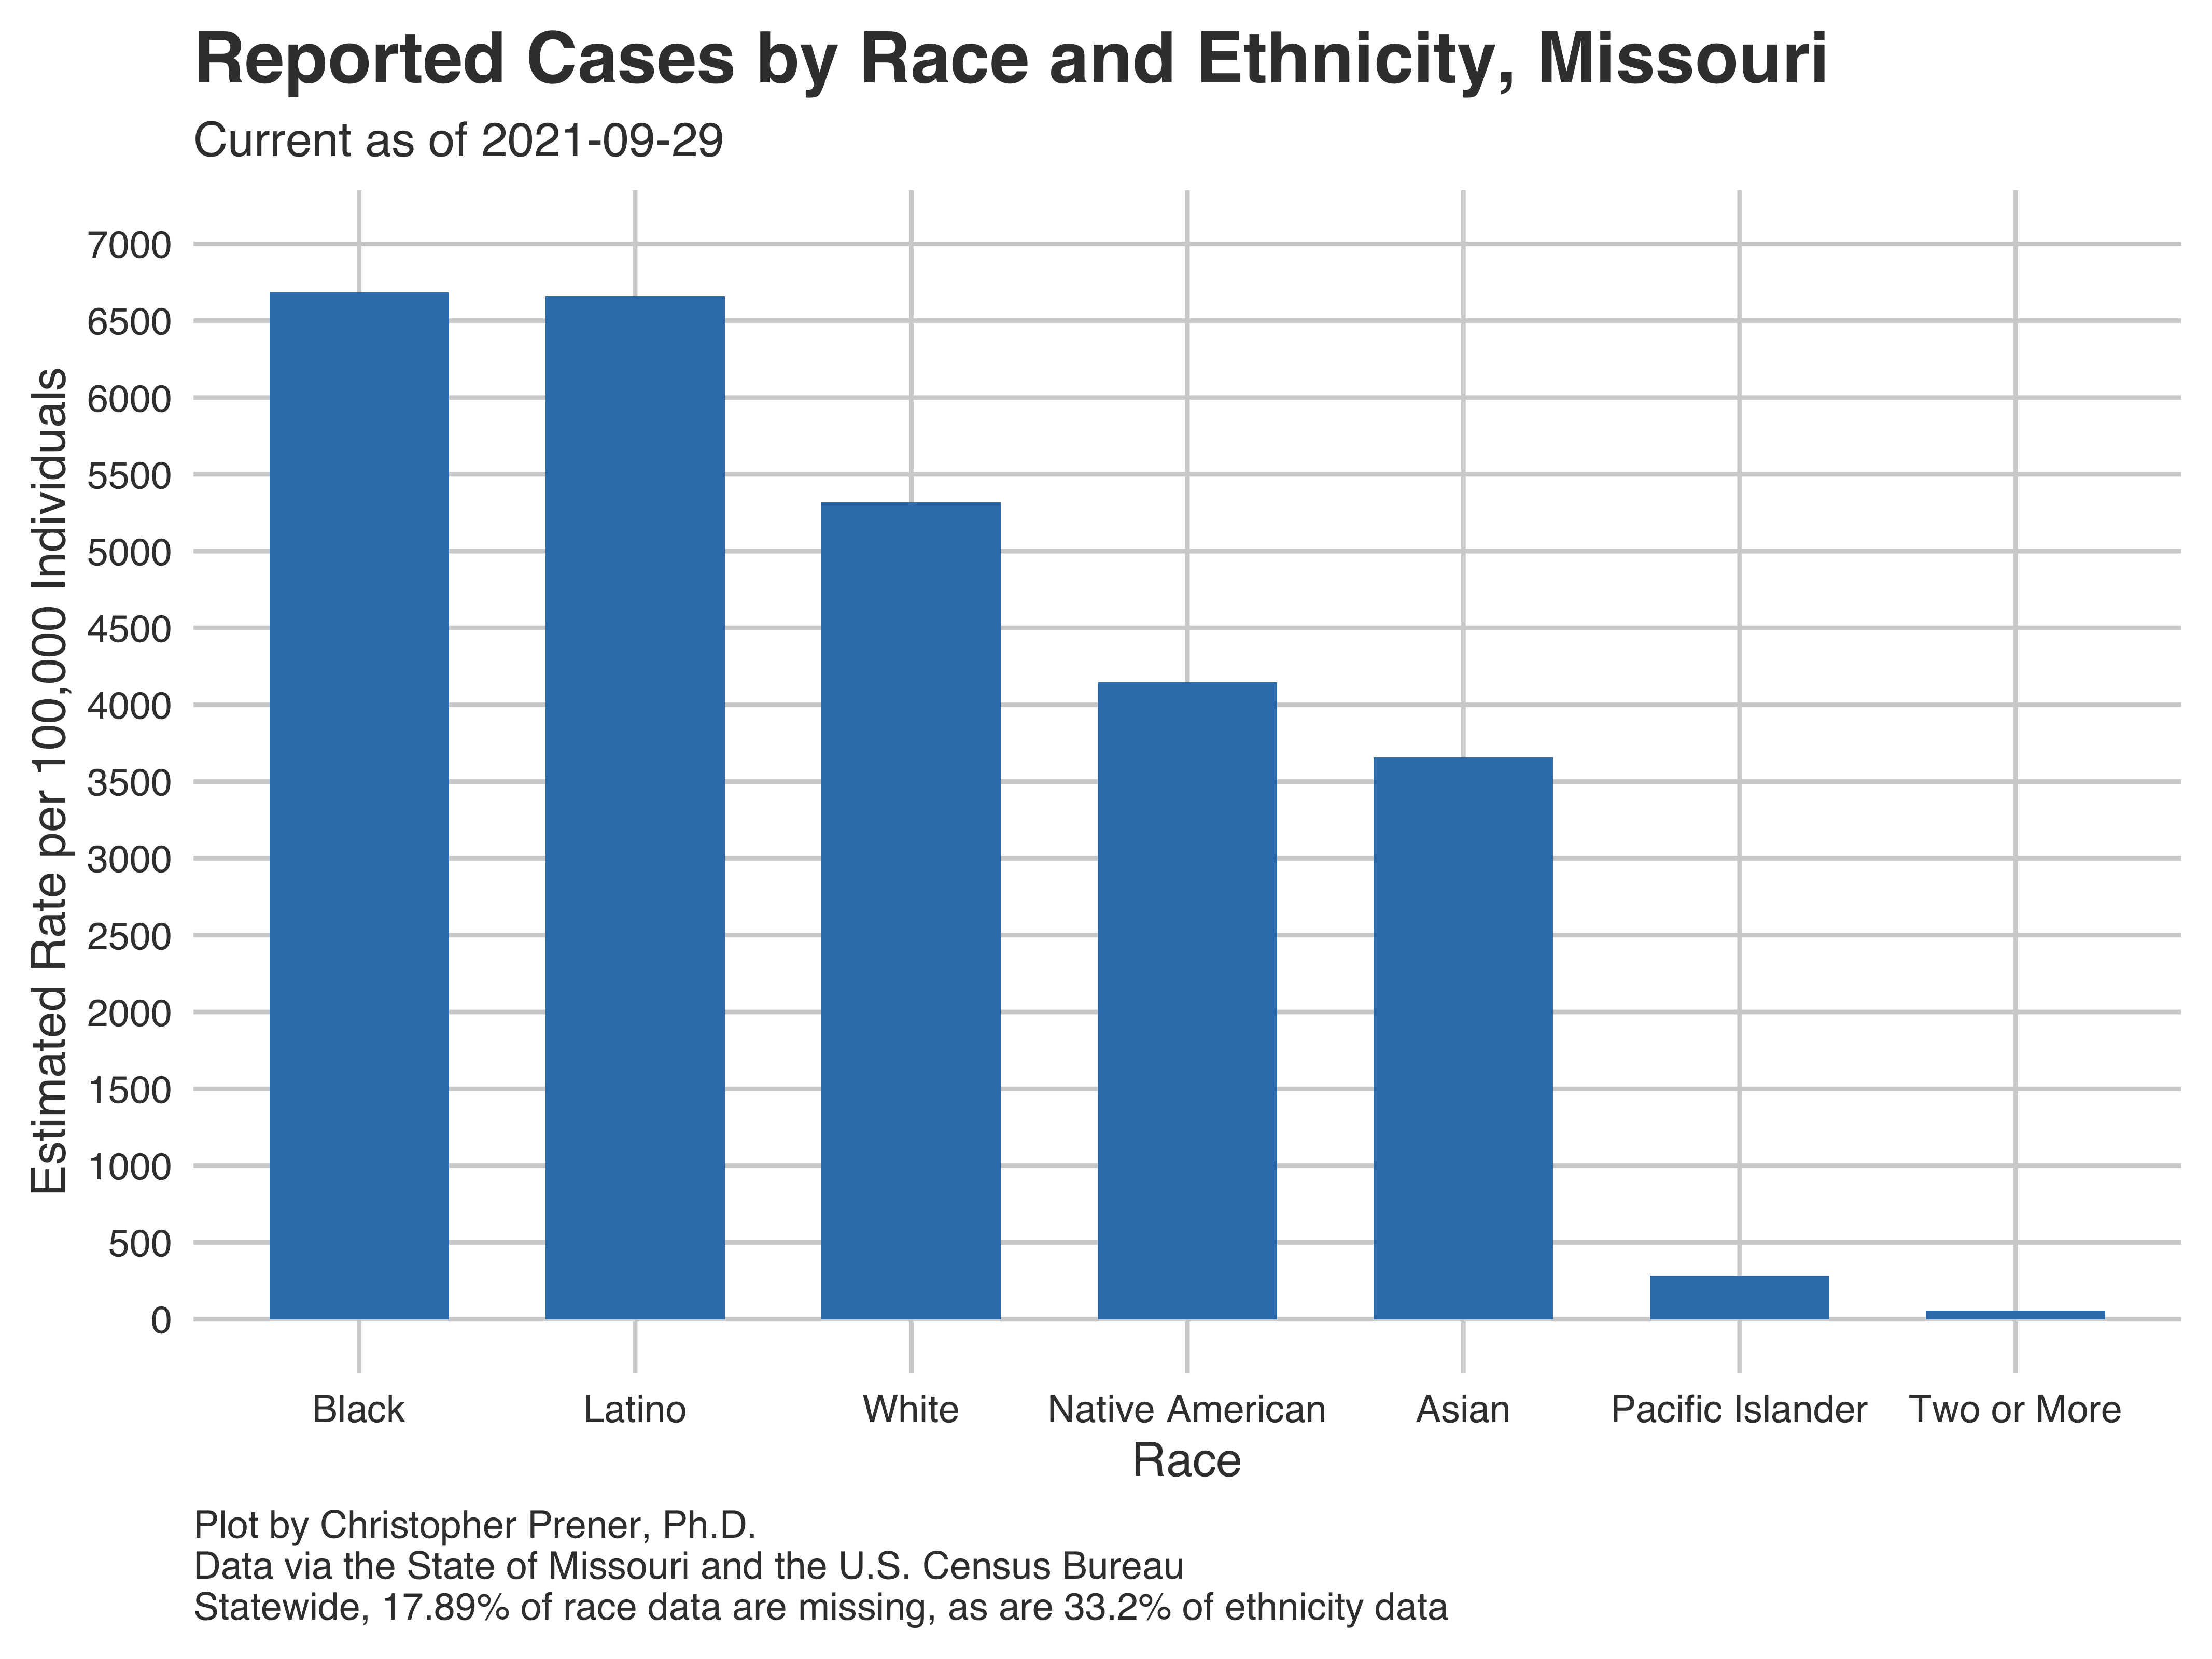 Reported Cases by Race and Ethnicity, Missouri
Current as of 2021-09-29
Estimated Rate per 100,000 Individuals
7000
6500
6000
5500
5000
4500
4000
3500
3000
2500
2000
1500
1000
500
0
Black Latino White Native American Asian Pacific Islander Two or More
Race
Plot by Christopher Prener, Ph.D.
Data via the State of Missouri and the U.S. Census Bureau
Statewide, 17.89% of race data are missing, as are 33.2% of ethnicity data